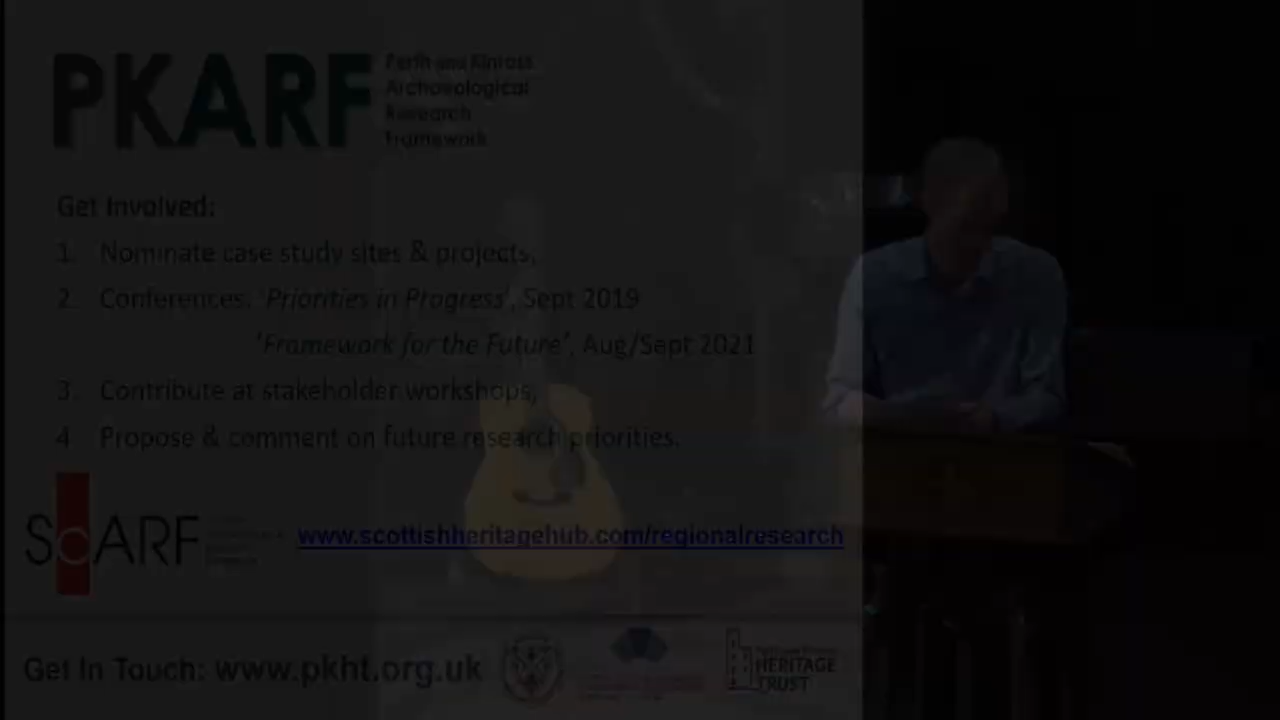 PKARF
Perth and Kinross
Archaeological
Research
Framework
Get Involved:
1. Nominate case study sites & projects,
2. Conferences: 'Priorities in Progress', Sept 2019
'Framework for the Future', Aug/Sept 2021
3. Contribute at stakeholder workshops,
4. Propose & comment on future research priorities.
ScARF
www.scottishheritagehub.com/regionalresearch
Get In Touch: www.pkht.org.uk
HERITAGE
TRUST